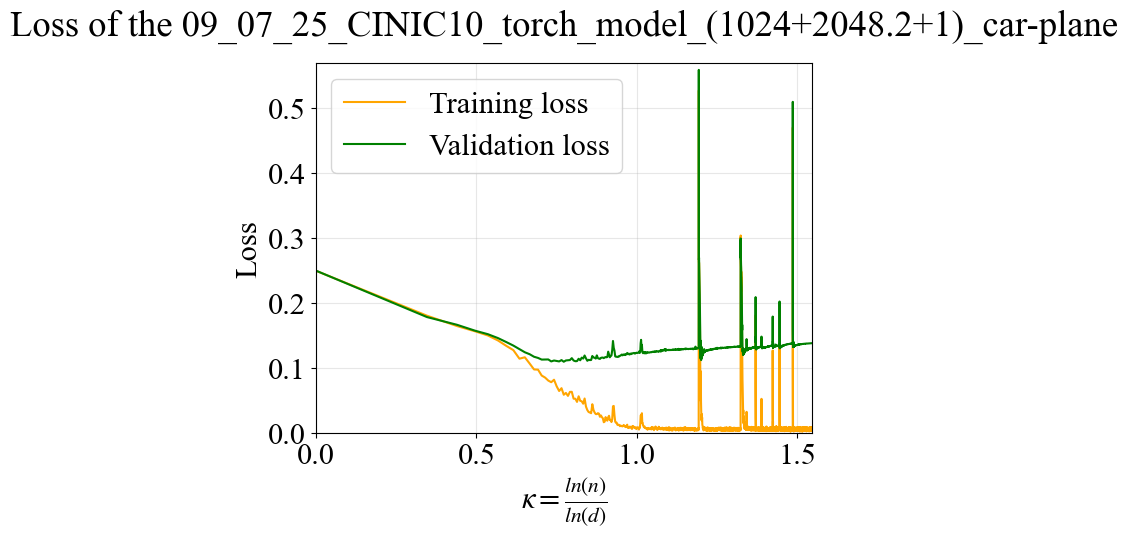 Loss of the 09_07_25_CINIC10_torch_model_(1024+2048.2+1)_car-plane
Training loss
Validation loss
Loss
0.5
0.4
0.3
0.2
0.1
0.0
0.0 0.5 1.0 1.5
κ = ln(n)/ln(d)